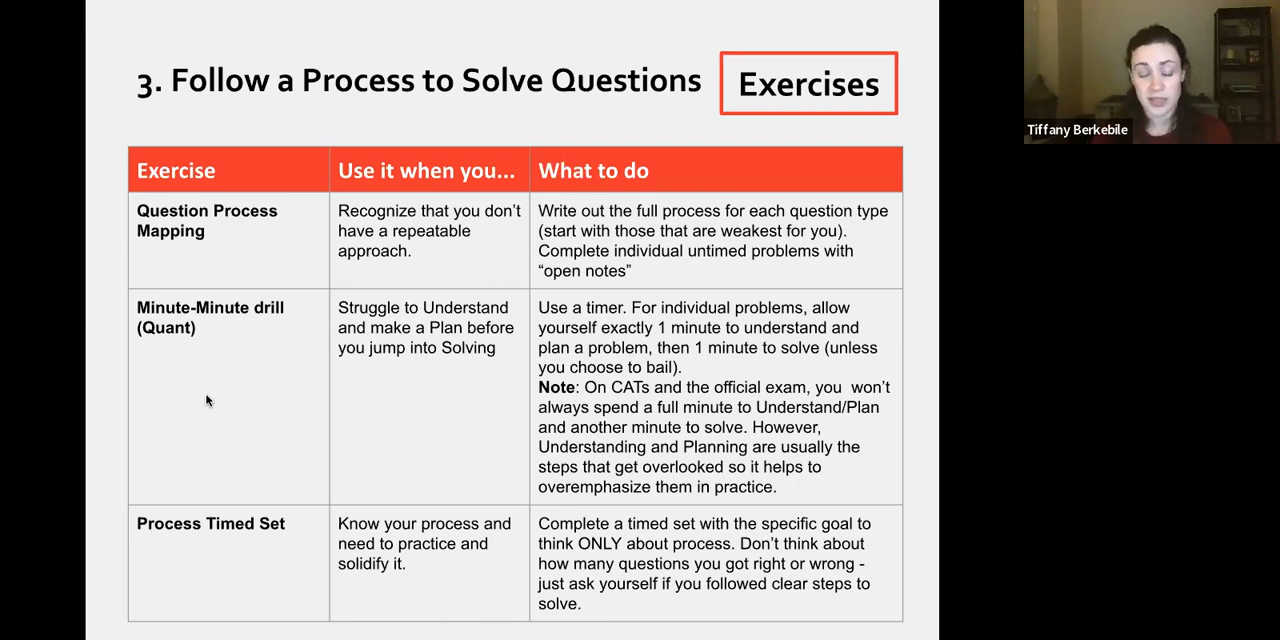 3. Follow a Process to Solve Questions
Exercises
Tiffany Berkebile
Exercise
Use it when you...
What to do
Question Process
Mapping
Recognize that you don't
have a repeatable
approach.
Write out the full process for each question type
(start with those that are weakest for you).
Complete individual untimed problems with
“open notes”
Minute-Minute drill
(Quant)
Struggle to Understand
and make a Plan before
you jump into Solving
Use a timer. For individual problems, allow
yourself exactly 1 minute to understand and
plan a problem, then 1 minute to solve (unless
you choose to bail).
Note: On CATs and the official exam, you  won't
always spend a full minute to Understand/Plan
and another minute to solve. However,
Understanding and Planning are usually the
steps that get overlooked so it helps to
overemphasize them in practice.
Process Timed Set
Know your process and
need to practice and
solidify it.
Complete a timed set with the specific goal to
think ONLY about process. Don't think about
how many questions you got right or wrong -
just ask yourself if you followed clear steps to
solve.